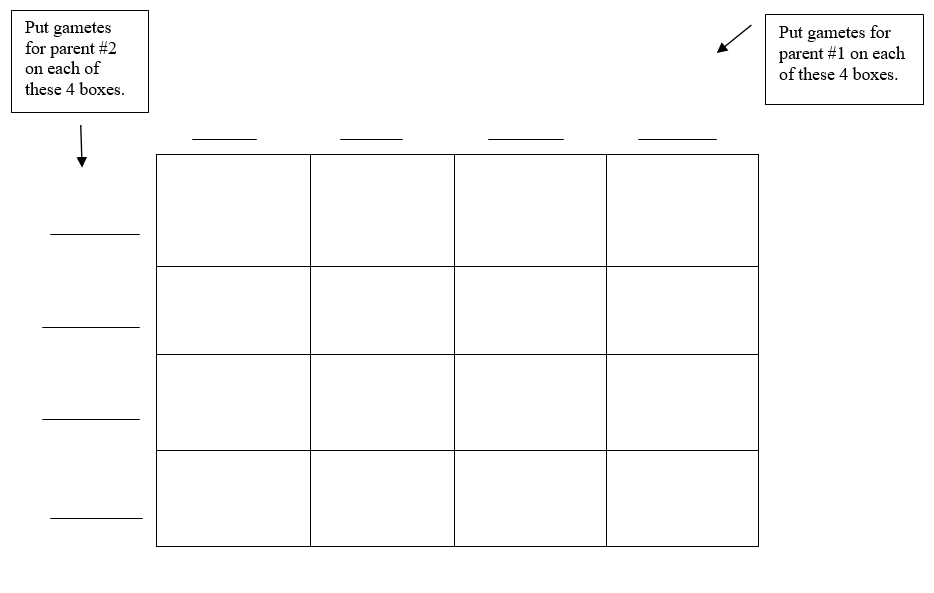 Put gametes
for parent #2
on each of
these 4 boxes.
Put gametes for
parent #1 on each
of these 4 boxes.